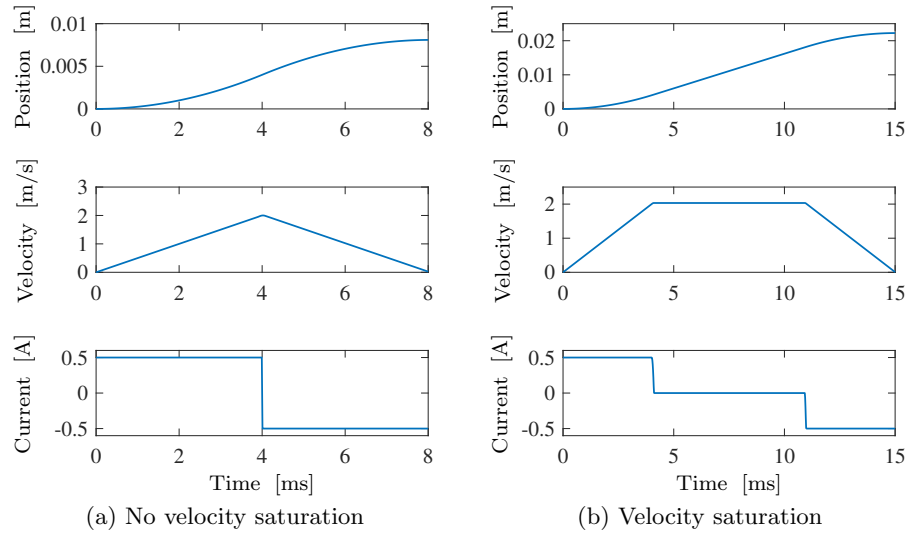 Position [m]
0.01
0.005
0
0 2 4 6 8
Velocity [m/s]
3
2
1
0
0 2 4 6 8
Current [A]
0.5
0
-0.5
0 2 4 6 8
Time [ms]
(a) No velocity saturation
Position [m]
0.02
0.01
0
0 5 10 15
Velocity [m/s]
2
1
0
0 5 10 15
Current [A]
0.5
0
-0.5
0 5 10 15
Time [ms]
(b) Velocity saturation